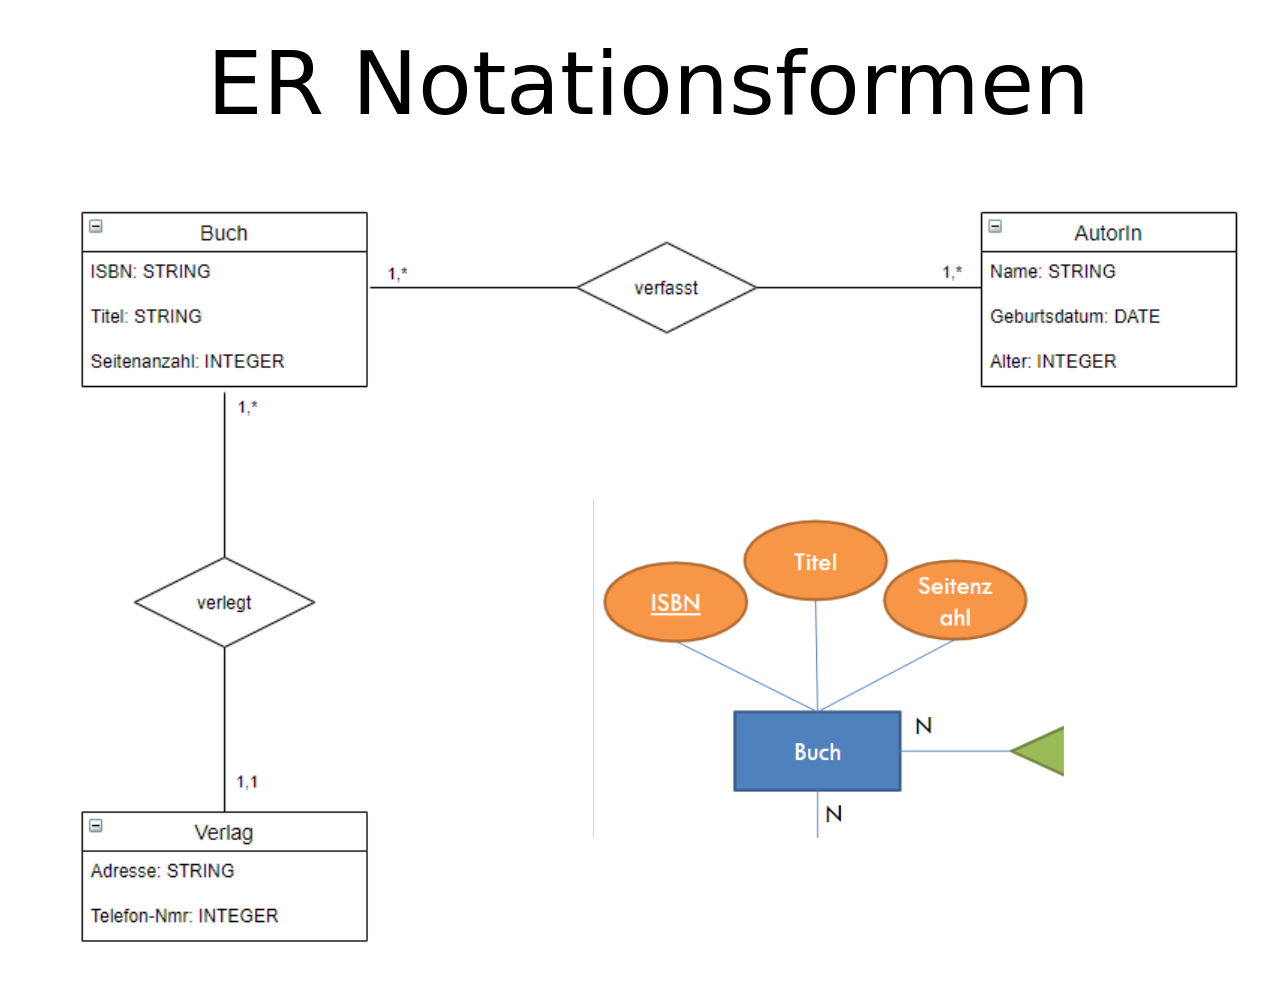 ER Notationsformen
Buch
ISBN: STRING
Titel: STRING
Seitenanzahl: INTEGER
1,*
verfasst
1,*
AutorIn
Name: STRING
Geburtsdatum: DATE
Alter: INTEGER
1,*
verlegt
1,1
Verlag
Adresse: STRING
Telefon-Nmr: INTEGER
Titel
ISBN
Seitenz
ahl
Buch
N
N